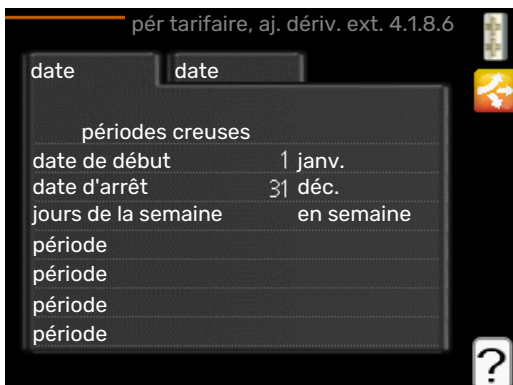 pér tarifaire, aj. dériv. ext. 4.1.8.6
date
date
périodes creuses
date de début 1 janv.
date d'arrêt 31 déc.
jours de la semaine en semaine
période
période
période
période
?